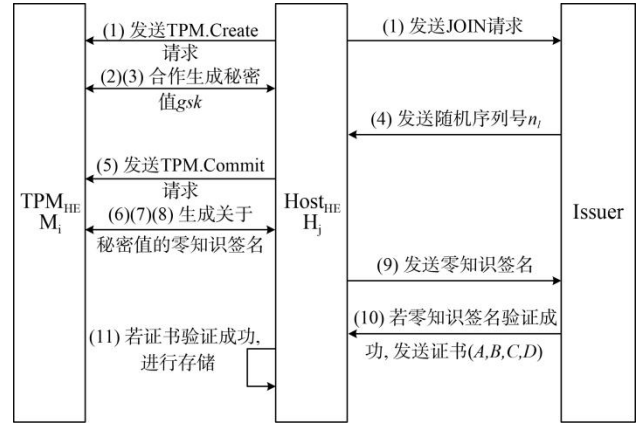 (1) 发送TPM.Create
请求
(1) 发送JOIN请求
(2)(3) 合作生成秘密
值gsk
(4) 发送随机序列号n_l
(5) 发送TPM.Commit
请求
TPM_HE
M_i
Host_HE
H_j
Issuer
(6)(7)(8) 生成关于
秘密值的零知识签名
(9) 发送零知识签名
(10) 若零知识签名验证成
功, 发送证书(A,B,C,D)
(11) 若证书验证成功,
进行存储